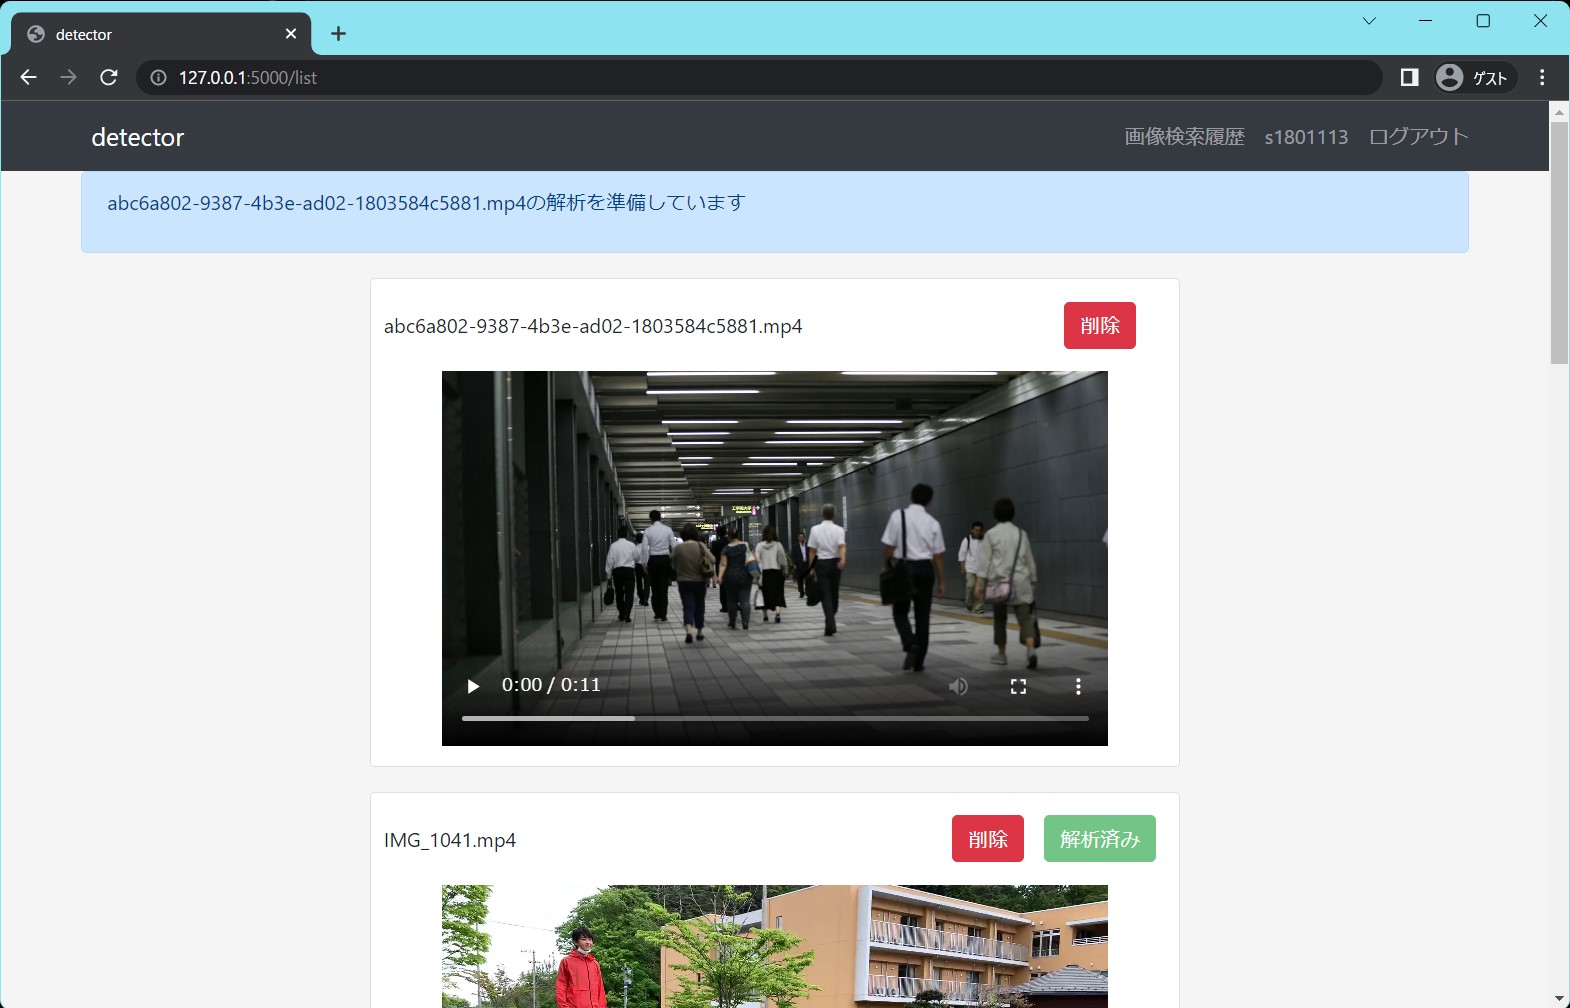 detector
127.0.0.1:5000/list
ゲスト
detector 画像検索履歴 s1801113 ログアウト
abc6a802-9387-4b3e-ad02-1803584c5881.mp4の解析を準備しています
abc6a802-9387-4b3e-ad02-1803584c5881.mp4 削除
0:00 / 0:11
IMG_1041.mp4 削除 解析済み